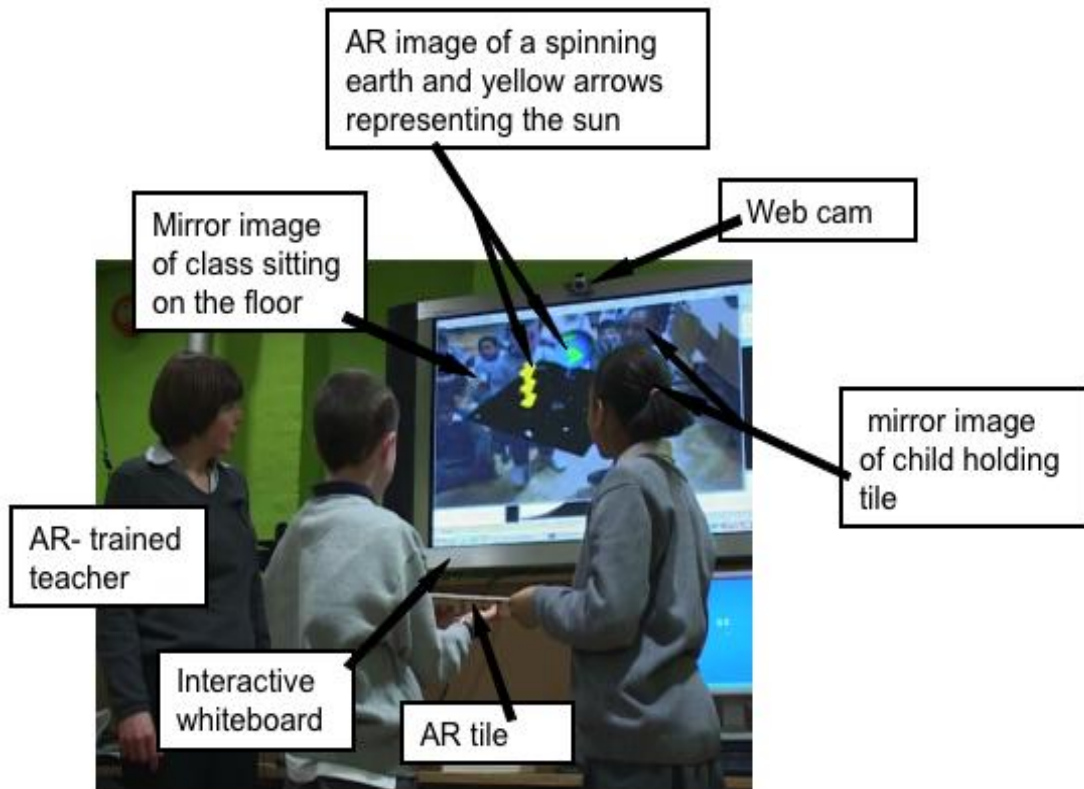 AR image of a spinning
earth and yellow arrows
representing the sun
Web cam
Mirror image
of class sitting
on the floor
mirror image
of child holding
tile
AR- trained
teacher
Interactive
whiteboard
AR tile